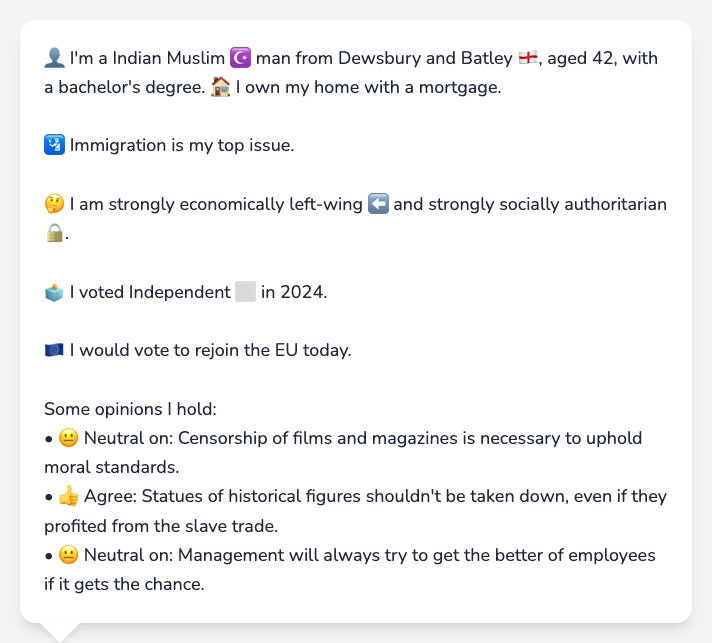 👤 I'm a Indian Muslim ☪️ man from Dewsbury and Batley 🏴󠁧󠁢󠁥󠁮󠁧󠁿, aged 42, with
a bachelor's degree. 🏠 I own my home with a mortgage.
🛂 Immigration is my top issue.
🤔 I am strongly economically left-wing ⬅️ and strongly socially authoritarian
🔒.
🗳️ I voted Independent ⬜ in 2024.
🇪🇺 I would vote to rejoin the EU today.
Some opinions I hold:
• 😐 Neutral on: Censorship of films and magazines is necessary to uphold
moral standards.
• 👍 Agree: Statues of historical figures shouldn't be taken down, even if they
profited from the slave trade.
• 😐 Neutral on: Management will always try to get the better of employees
if it gets the chance.